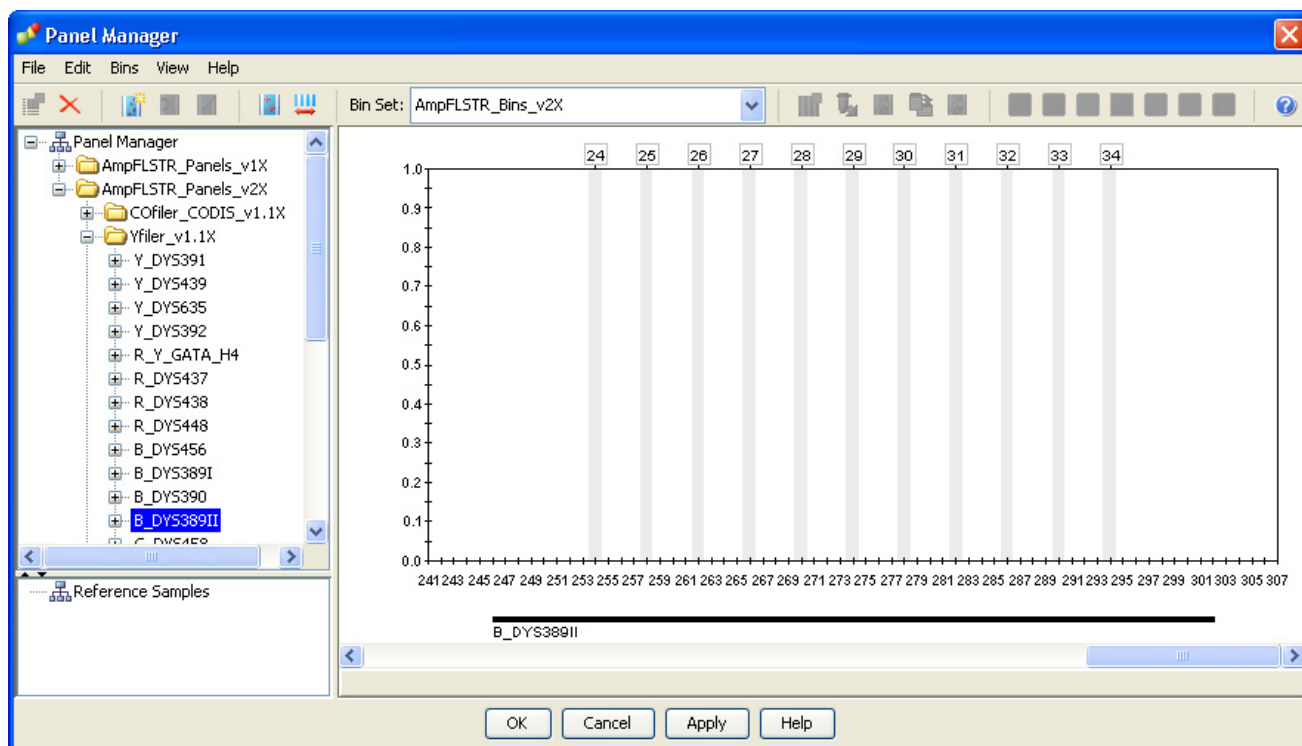 Panel Manager
File Edit Bins View Help
Bin Set: AmpFLSTR_Bins_v2X
Panel Manager
AmpFLSTR_Panels_v1X
AmpFLSTR_Panels_v2X
COfiler_CODIS_v1.1X
Yfiler_v1.1X
Y_DYS391
Y_DYS439
Y_DYS635
Y_DYS392
R_Y_GATA_H4
R_DYS437
R_DYS438
R_DYS448
B_DYS456
B_DYS389I
B_DYS390
B_DYS389II
Reference Samples
24 25 26 27 28 29 30 31 32 33 34
1.0
0.9
0.8
0.7
0.6
0.5
0.4
0.3
0.2
0.1
0.0
241 243 245 247 249 251 253 255 257 259 261 263 265 267 269 271 273 275 277 279 281 283 285 287 289 291 293 295 297 299 301 303 305 307
B_DYS389II
OK Cancel Apply Help